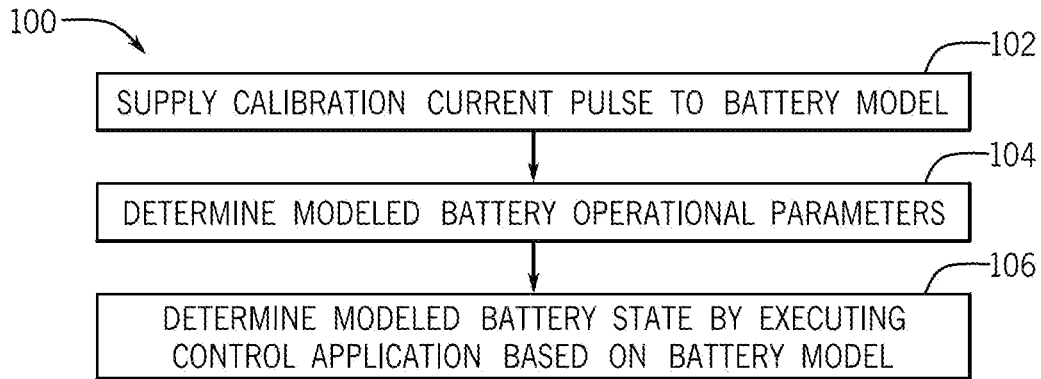 100
102
SUPPLY CALIBRATION CURRENT PULSE TO BATTERY MODEL
104
DETERMINE MODELED BATTERY OPERATIONAL PARAMETERS
106
DETERMINE MODELED BATTERY STATE BY EXECUTING
CONTROL APPLICATION BASED ON BATTERY MODEL